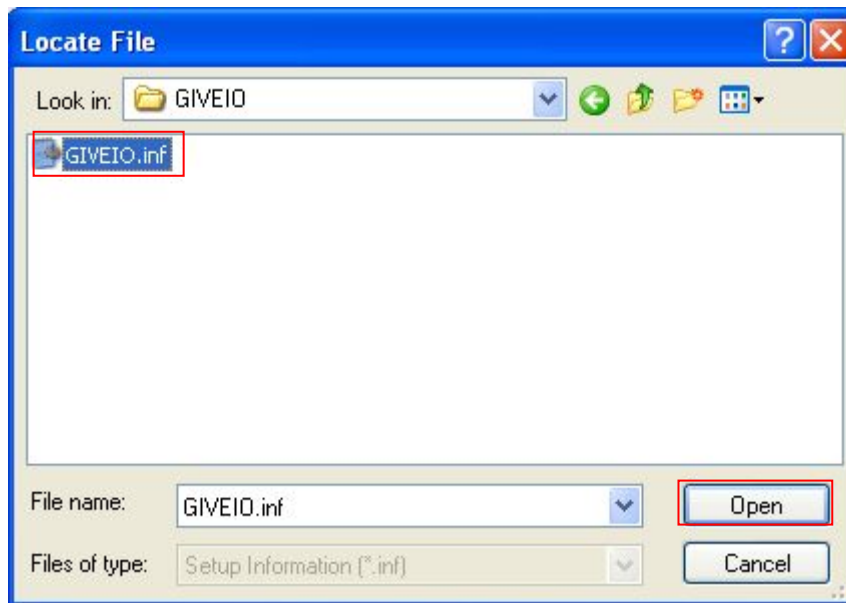 Locate File
Look in: GIVEIO
GIVEIO.inf
File name: GIVEIO.inf Open
Files of type: Setup Information (*.inf) Cancel